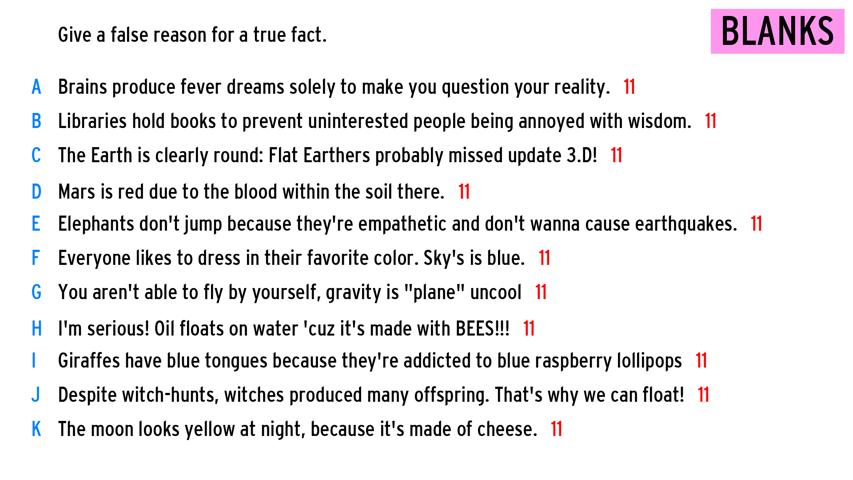 Give a false reason for a true fact.
BLANKS
A Brains produce fever dreams solely to make you question your reality. 11
B Libraries hold books to prevent uninterested people being annoyed with wisdom. 11
C The Earth is clearly round: Flat Earthers probably missed update 3.D! 11
D Mars is red due to the blood within the soil there. 11
E Elephants don't jump because they're empathetic and don't wanna cause earthquakes. 11
F Everyone likes to dress in their favorite color. Sky's is blue. 11
G You aren't able to fly by yourself, gravity is "plane" uncool 11
H I'm serious! Oil floats on water 'cuz it's made with BEES!!! 11
I Giraffes have blue tongues because they're addicted to blue raspberry lollipops 11
J Despite witch-hunts, witches produced many offspring. That's why we can float! 11
K The moon looks yellow at night, because it's made of cheese. 11